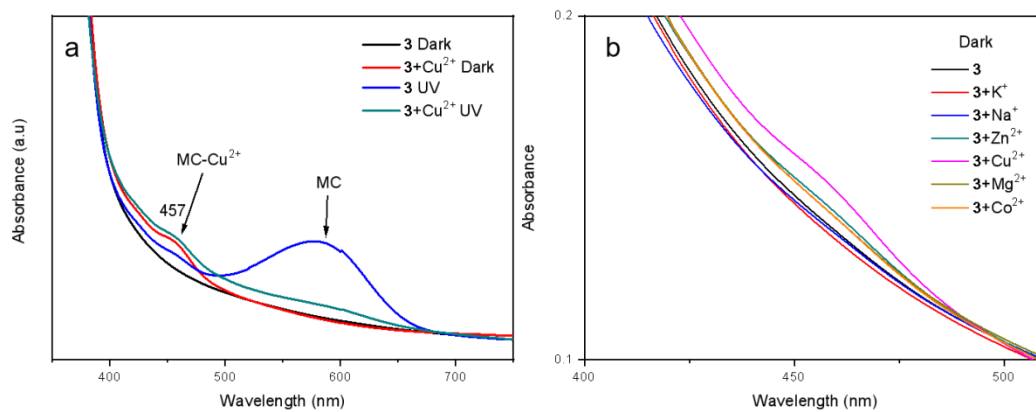 a
3 Dark
3+Cu²⁺ Dark
3 UV
3+Cu²⁺ UV
MC-Cu²⁺
457
MC
Absorbance (a.u)
400
500
600
700
Wavelength (nm)
b
0.2
0.1
Dark
3
3+K⁺
3+Na⁺
3+Zn²⁺
3+Cu²⁺
3+Mg²⁺
3+Co²⁺
Absorbance
400
450
500
Wavelength (nm)